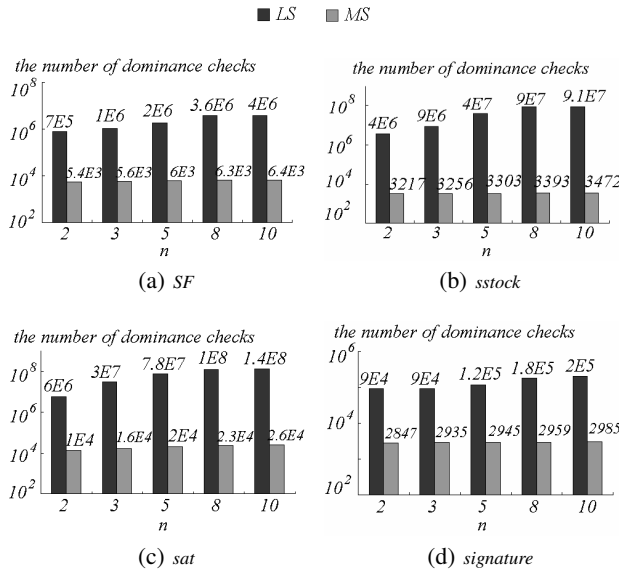 LS MS
the number of dominance checks
10^8
10^6
10^4
10^2
7E5 1E6 2E6 3.6E6 4E6
5.4E3 5.6E3 6E3 6.3E3 6.4E3
2 3 5 8 10
n
(a) SF
the number of dominance checks
10^8
10^6
10^4
10^2
4E6 9E6 4E7 9E7 9.1E7
3217 3256 3303 3393 3472
2 3 5 8 10
n
(b) sstock
the number of dominance checks
10^8
10^6
10^4
10^2
6E6 3E7 7.8E7 1E8 1.4E8
1E4 1.6E4 2E4 2.3E4 2.6E4
2 3 5 8 10
n
(c) sat
the number of dominance checks
10^6
10^4
10^2
9E4 9E4 1.2E5 1.8E5 2E5
2847 2935 2945 2959 2985
2 3 5 8 10
n
(d) signature